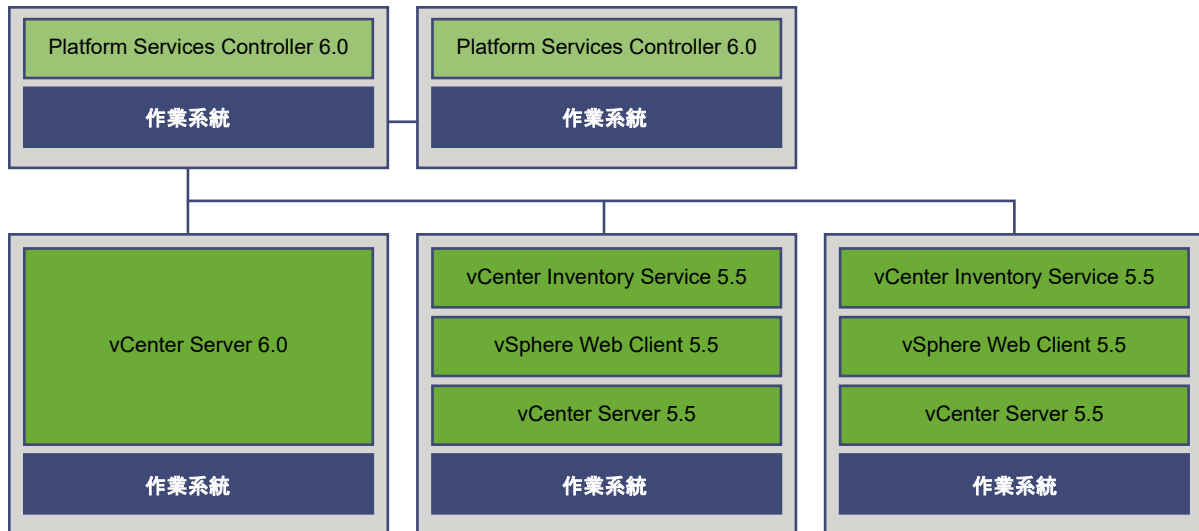 Platform Services Controller 6.0
作業系統
Platform Services Controller 6.0
作業系統
vCenter Server 6.0
作業系統
vCenter Inventory Service 5.5
vSphere Web Client 5.5
vCenter Server 5.5
作業系統
vCenter Inventory Service 5.5
vSphere Web Client 5.5
vCenter Server 5.5
作業系統